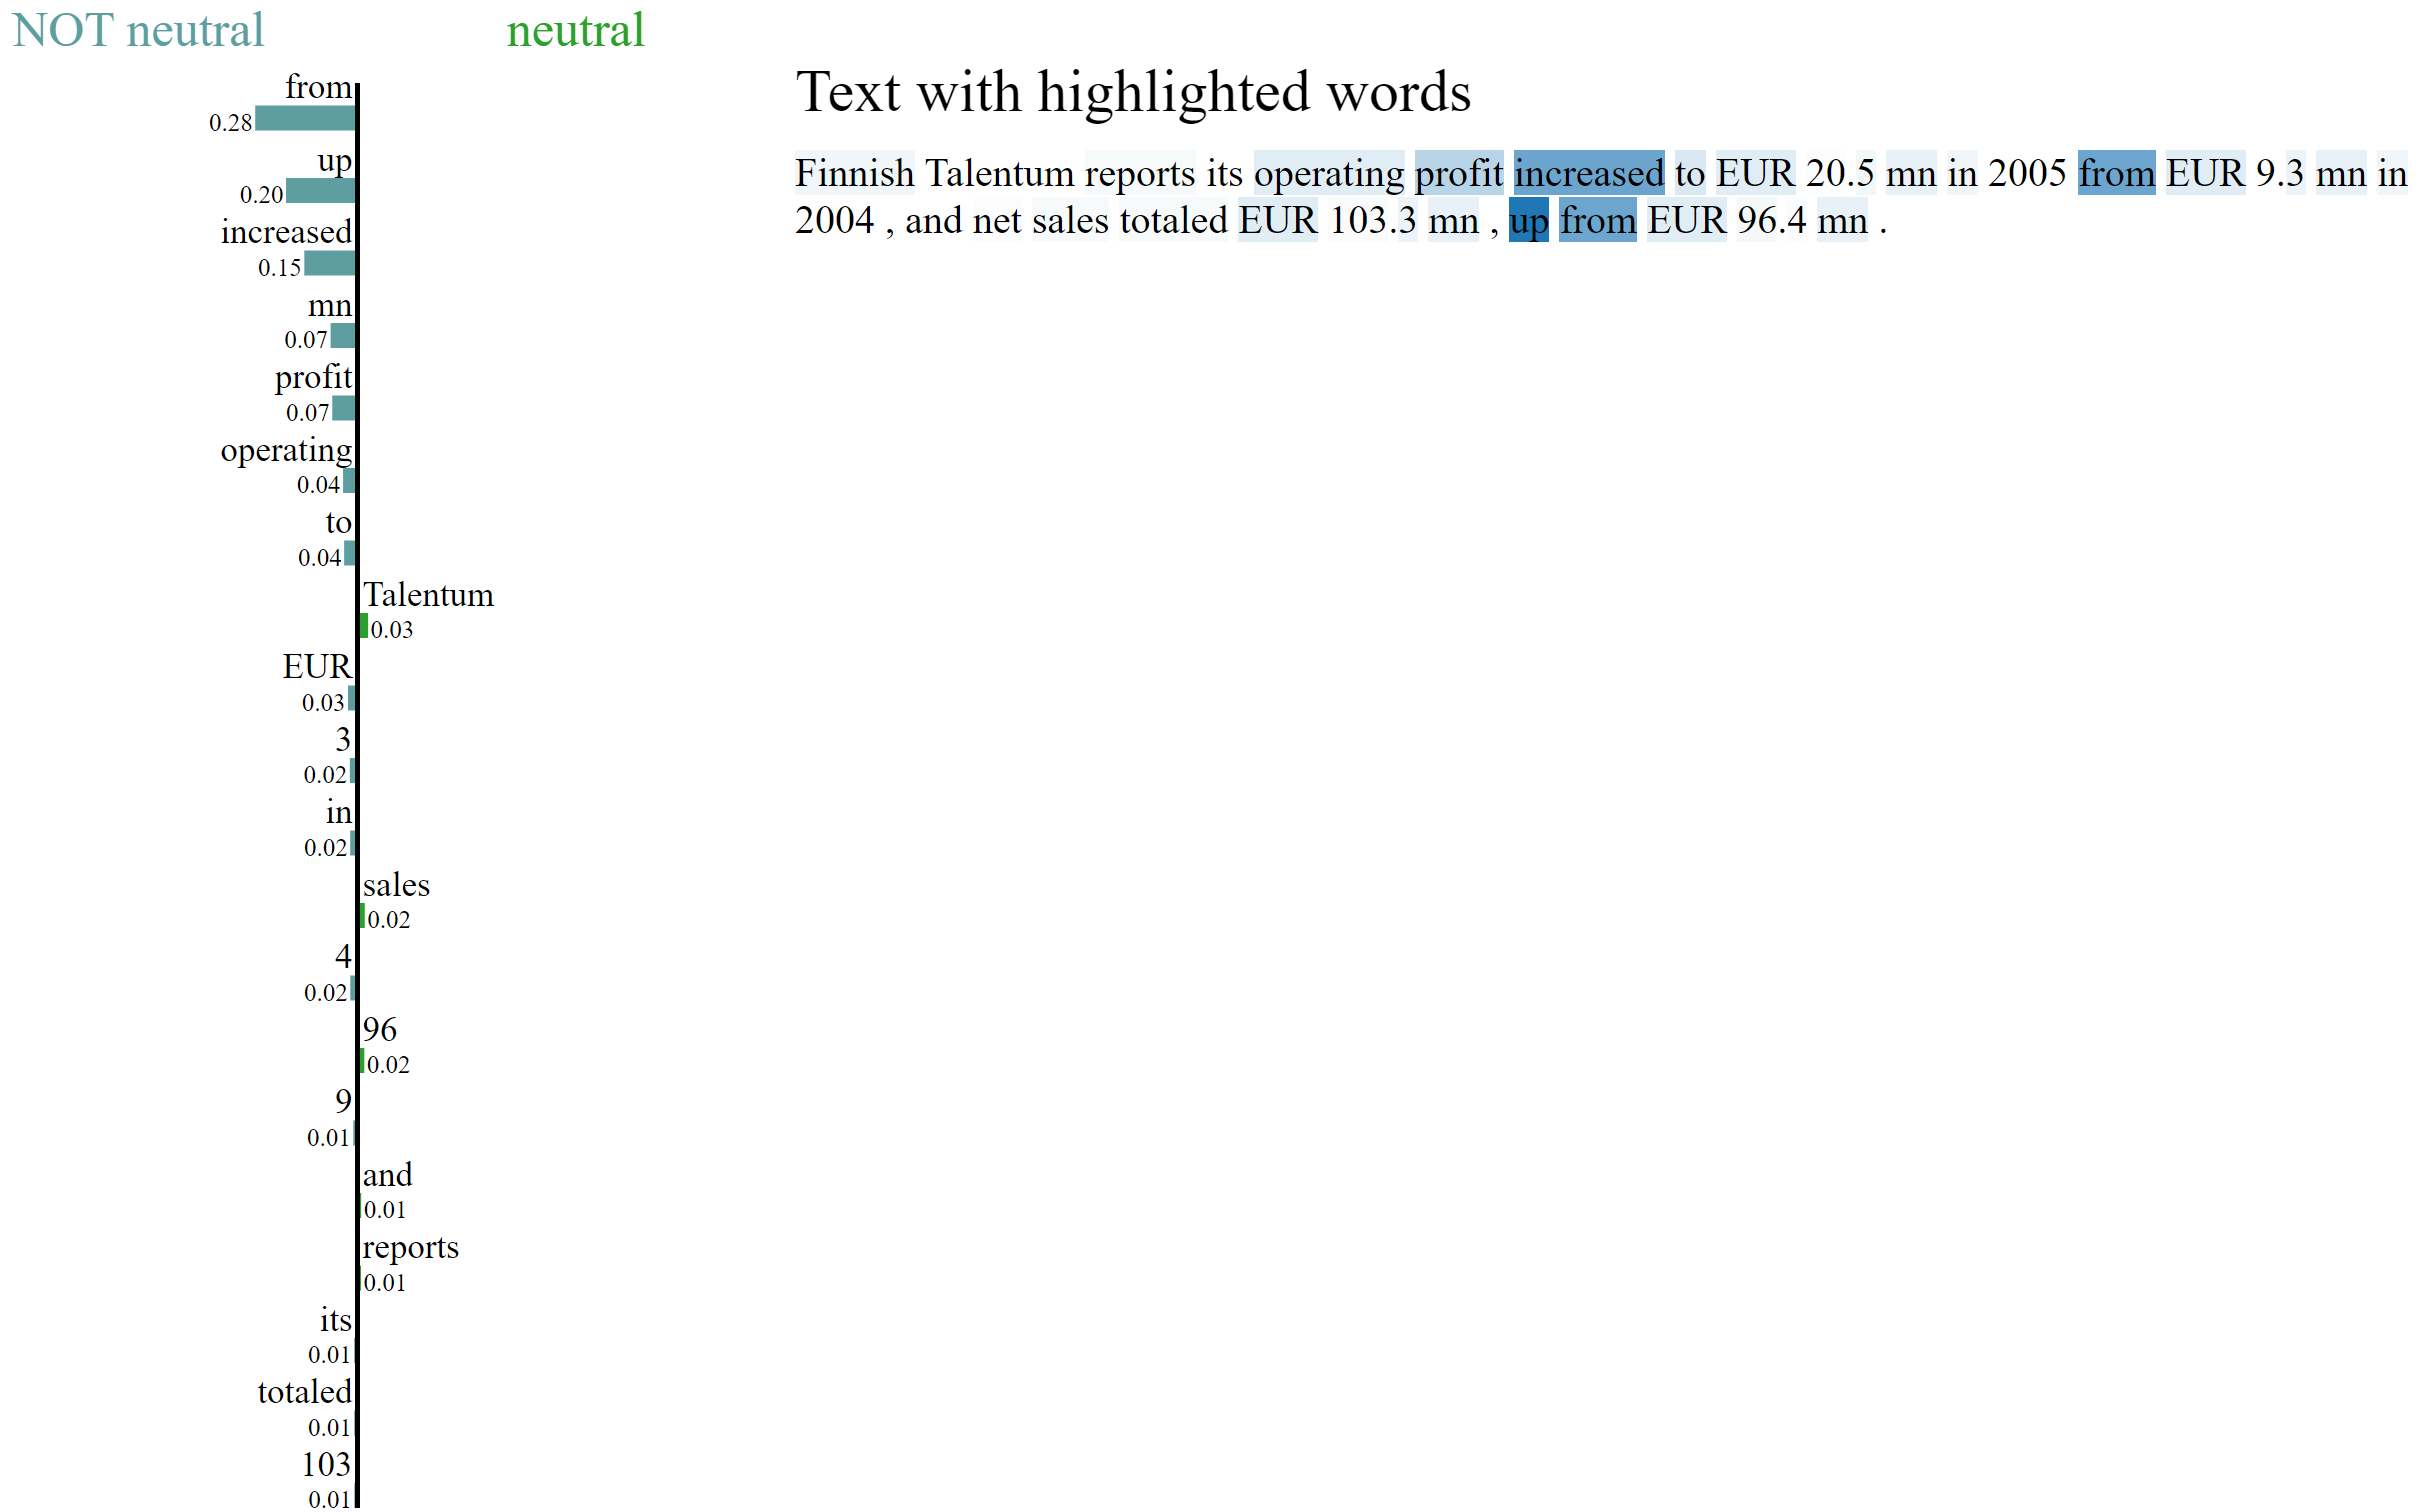 NOT neutral neutral
from
0.28
up
0.20
increased
0.15
mn
0.07
profit
0.07
operating
0.04
to
0.04
Talentum
0.03
EUR
0.03
3
0.02
in
0.02
sales
0.02
4
0.02
96
0.02
9
0.01
and
0.01
reports
0.01
its
0.01
totaled
0.01
103
0.01
Text with highlighted words
Finnish Talentum reports its operating profit increased to EUR 20.5 mn in 2005 from EUR 9.3 mn in
2004 , and net sales totaled EUR 103.3 mn , up from EUR 96.4 mn .